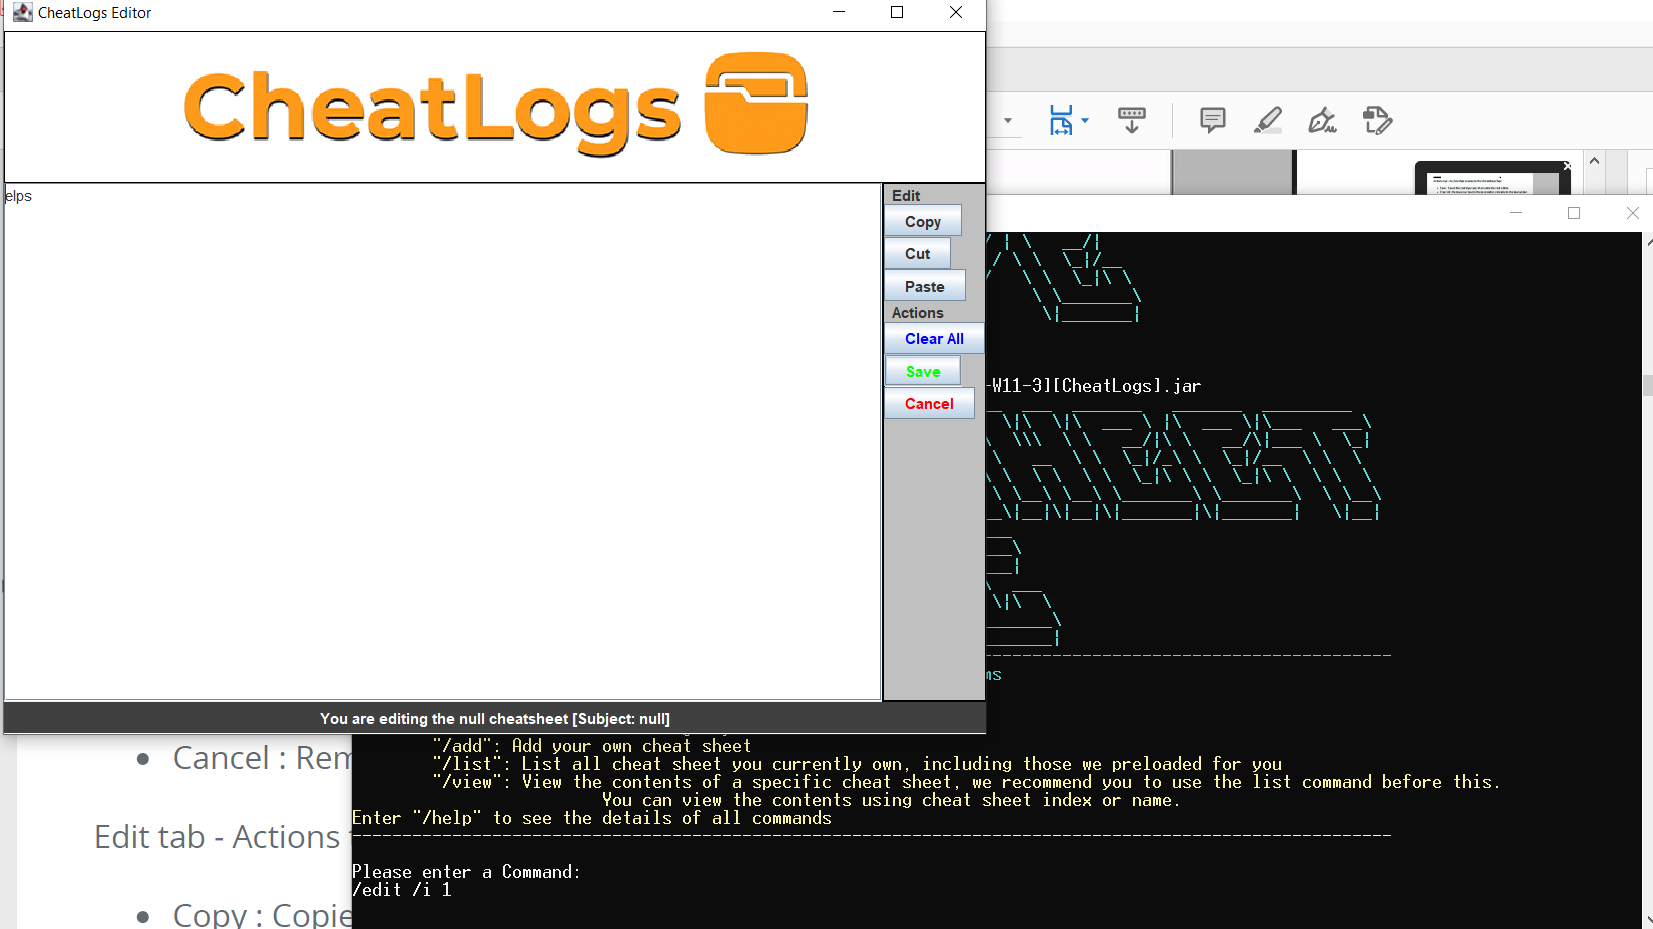 CheatLogs Editor
CheatLogs
elps
Edit
Copy
Cut
Paste
Actions
Clear All
Save
Cancel
You are editing the null cheatsheet [Subject: null]
-W11-3][CheatLogs].jar
ms
"/add": Add your own cheat sheet
"/list": List all cheat sheet you currently own, including those we preloaded for you
"/view": View the contents of a specific cheat sheet, we recommend you to use the list command before this.
You can view the contents using cheat sheet index or name.
Enter "/help" to see the details of all commands
Please enter a Command:
/edit /i 1
Cancel : Rem
Edit tab - Actions
Copy : Copie